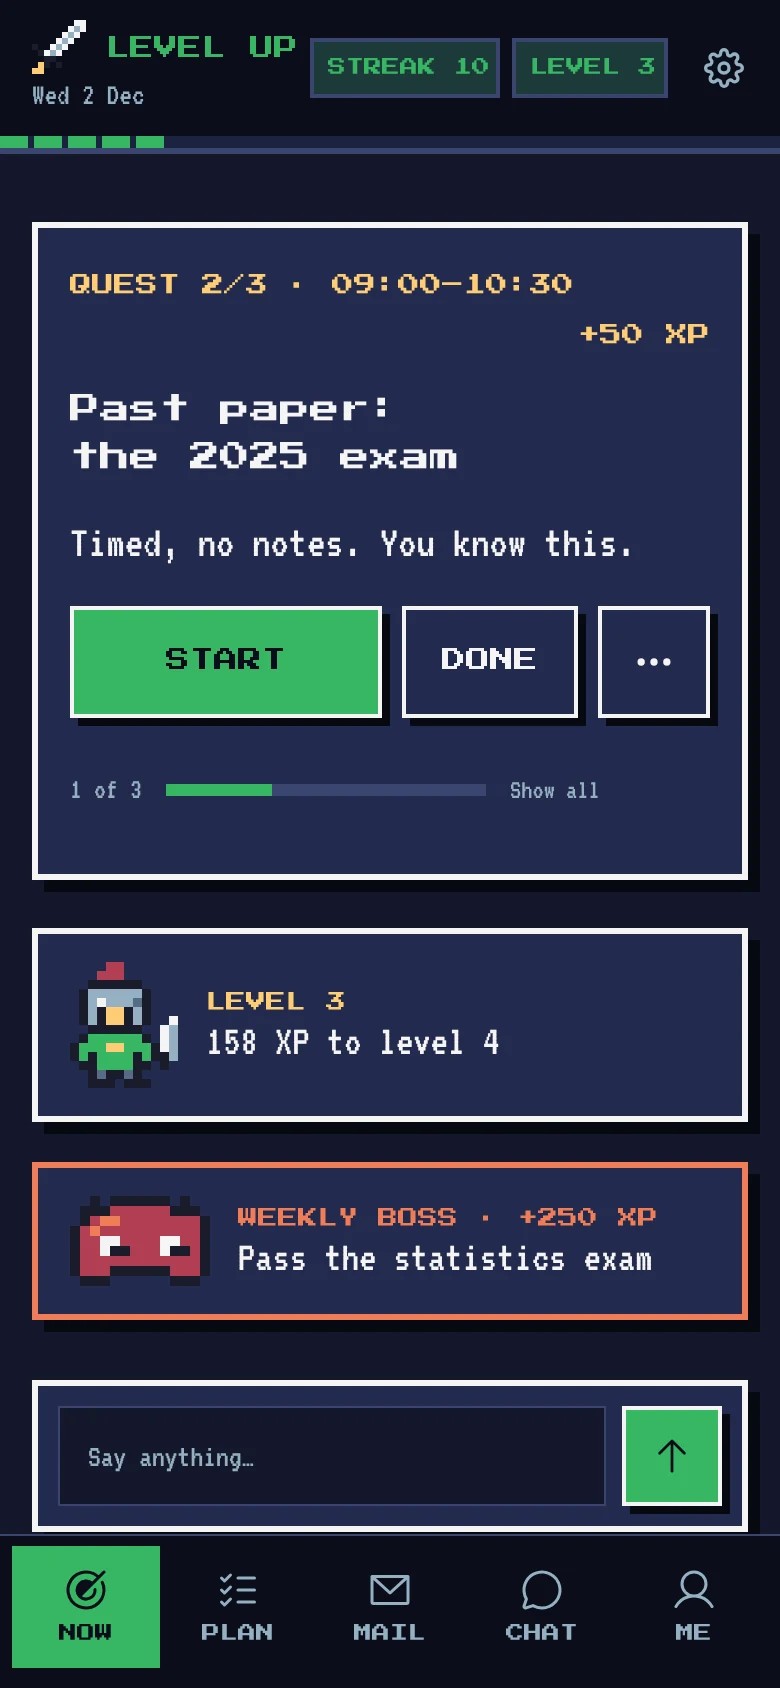 LEVEL UP
STREAK 10
LEVEL 3
Wed 2 Dec
QUEST 2/3 · 09:00–10:30
+50 XP
Past paper:
the 2025 exam
Timed, no notes. You know this.
START
DONE
...
1 of 3
Show all
LEVEL 3
158 XP to level 4
WEEKLY BOSS · +250 XP
Pass the statistics exam
Say anything…
NOW
PLAN
MAIL
CHAT
ME